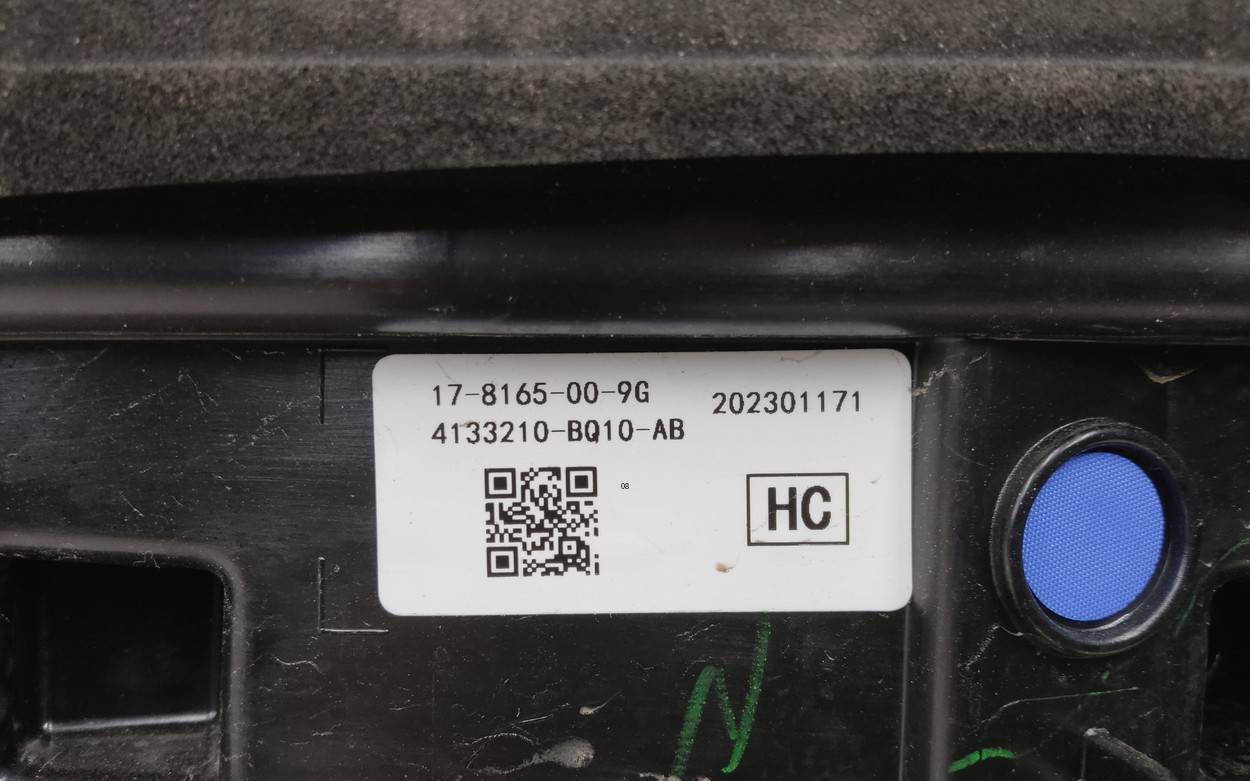 17-8165-00-9G
202301171
4133210-BQ10-AB
08
HC
N